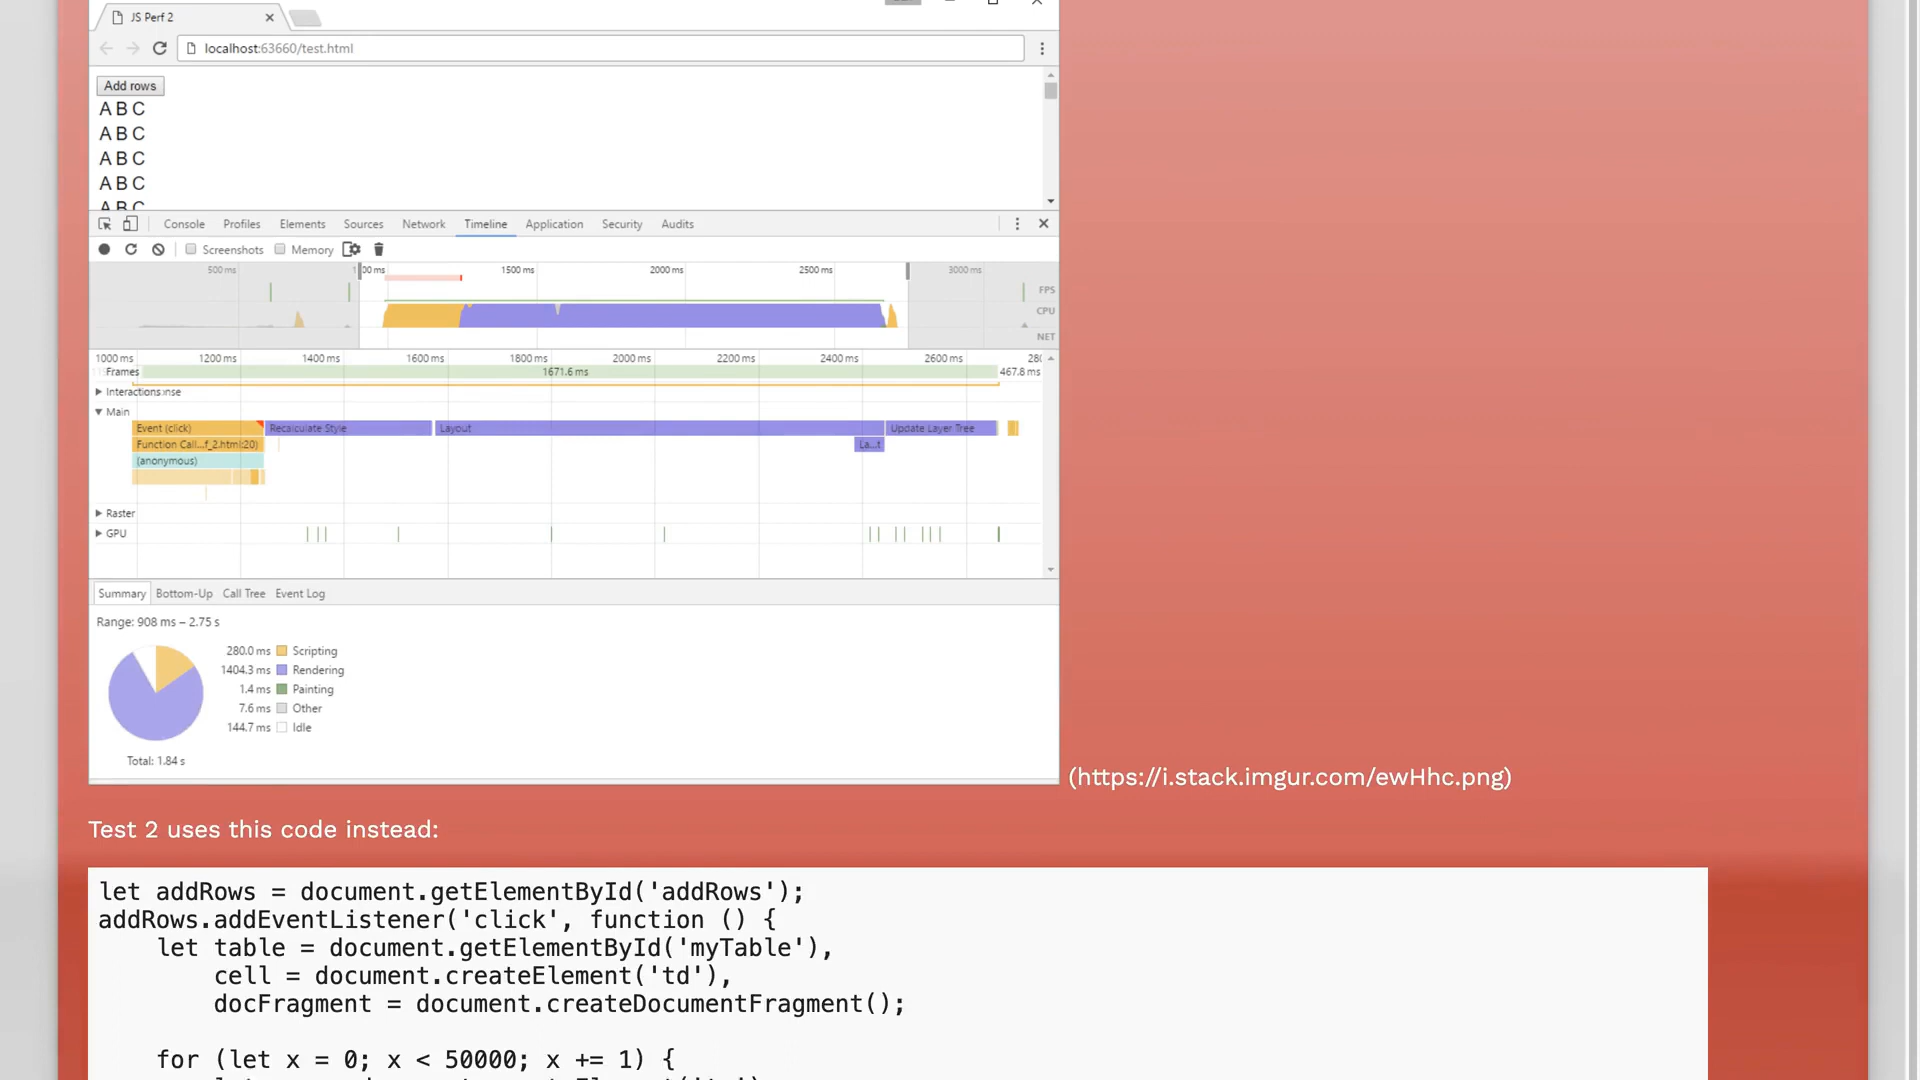 JS Perf 2
localhost:63660/test.html
Add rows
A B C
A B C
A B C
A B C
A B C
Console Profiles Elements Sources Network Timeline Application Security Audits
Screenshots Memory
500 ms 1500 ms 2000 ms 2500 ms 3000 ms
FPS
CPU
NET
1000 ms 1200 ms 1400 ms 1600 ms 1800 ms 2000 ms 2200 ms 2400 ms 2600 ms
Frames 1671.6 ms 467.8 ms
Interactions
Main
Event (click) Recalculate Style Layout Update Layer Tree
Function Call...f_2.html:20) La...t
(anonymous)
Raster
GPU
Summary Bottom-Up Call Tree Event Log
Range: 908 ms – 2.75 s
280.0 ms Scripting
1404.3 ms Rendering
1.4 ms Painting
7.6 ms Other
144.7 ms Idle
Total: 1.84 s
(https://i.stack.imgur.com/ewHhc.png)
Test 2 uses this code instead:
let addRows = document.getElementById('addRows');
addRows.addEventListener('click', function () {
let table = document.getElementById('myTable'),
cell = document.createElement('td'),
docFragment = document.createDocumentFragment();
for (let x = 0; x < 50000; x += 1) {